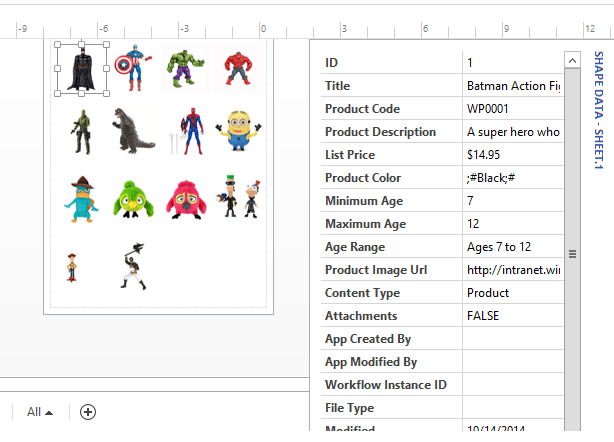 -9 -6 -3 0 3 6 9 12
ID 1
Title Batman Action Fig
Product Code WP0001
Product Description A super hero who
List Price $14.95
Product Color ;#Black;#
Minimum Age 7
Maximum Age 12
Age Range Ages 7 to 12
Product Image Url http://intranet.wir
Content Type Product
Attachments FALSE
App Created By
App Modified By
Workflow Instance ID
File Type
Modified 10/14/2014
SHAPE DATA - SHEET.1
All